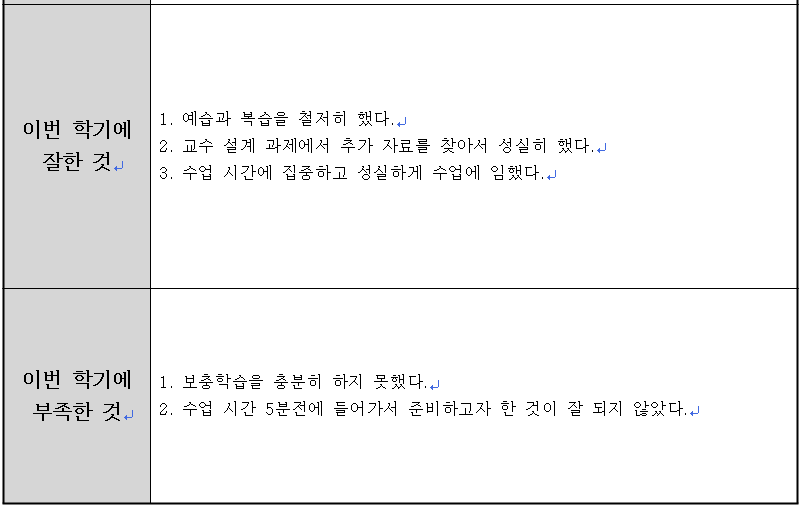 이번 학기에
잘한 것
1. 예습과 복습을 철저히 했다.
2. 교수 설계 과제에서 추가 자료를 찾아서 성실히 했다.
3. 수업 시간에 집중하고 성실하게 수업에 임했다.
이번 학기에
부족한 것
1. 보충학습을 충분히 하지 못했다.
2. 수업 시간 5분전에 들어가서 준비하고자 한 것이 잘 되지 않았다.